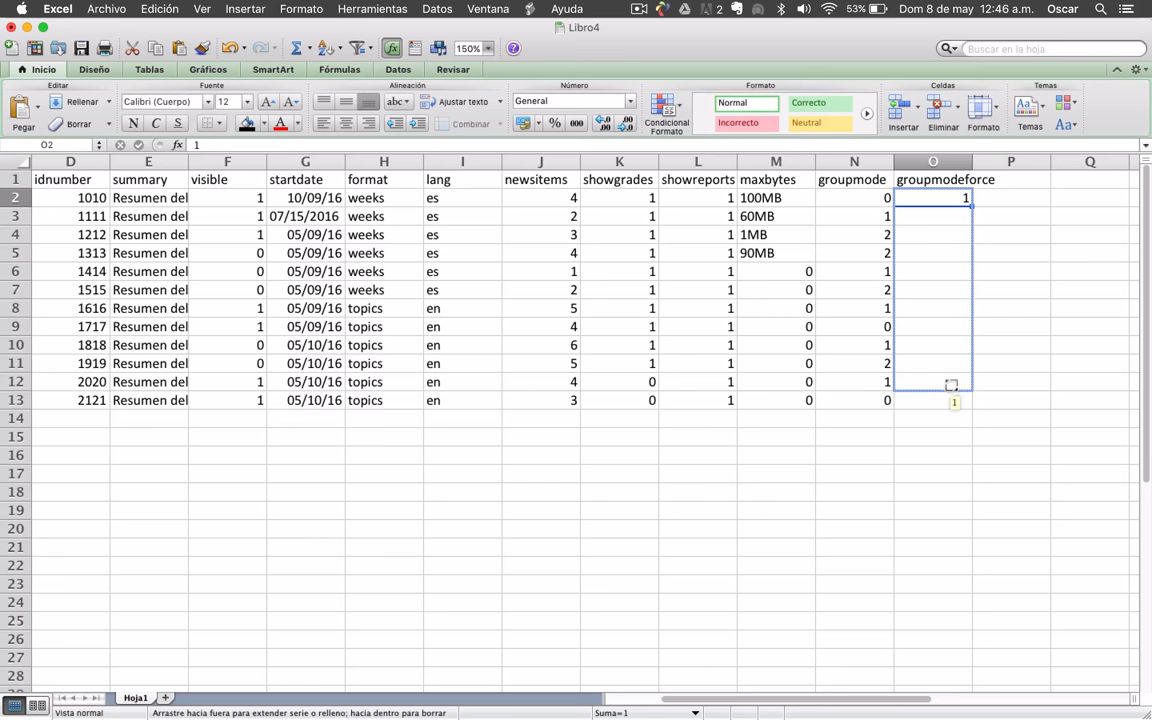 Excel Archivo Edición Ver Insertar Formato Herramientas Datos Ventana Ayuda 2 53% Dom 8 de may 12:46 a.m. Oscar
Libro4
150% Buscar en la hoja
Inicio Diseño Tablas Gráficos SmartArt Fórmulas Datos Revisar
Editar Fuente Alineación Número Formato Celdas Temas
Pegar Rellenar Calibri (Cuerpo) 12 abc Ajustar texto General Condicional Formato Normal Correcto Insertar Eliminar Formato Temas Aa
Borrar N C S A Combinar % 000 Incorrecto Neutral Aa
O2 fx 1
D E F G H I J K L M N O P Q
1 idnumber summary visible startdate format lang newsitems showgrades showreports maxbytes groupmode groupmodeforce
2 1010 Resumen del 1 10/09/16 weeks es 4 1 1 100MB 0 1
3 1111 Resumen del 1 07/15/2016 weeks es 2 1 1 60MB 1
4 1212 Resumen del 1 05/09/16 weeks es 3 1 1 1MB 2
5 1313 Resumen del 0 05/09/16 weeks es 4 1 1 90MB 2
6 1414 Resumen del 0 05/09/16 weeks es 1 1 1 0 1
7 1515 Resumen del 0 05/09/16 weeks es 2 1 1 0 2
8 1616 Resumen del 1 05/09/16 topics en 5 1 1 0 1
9 1717 Resumen del 1 05/09/16 topics en 4 1 1 0 0
10 1818 Resumen del 0 05/10/16 topics en 6 1 1 0 1
11 1919 Resumen del 0 05/10/16 topics en 5 1 1 0 2
12 2020 Resumen del 1 05/10/16 topics en 4 0 1 0 1
13 2121 Resumen del 1 05/10/16 topics en 3 0 1 0 0 1
14
15
16
17
18
19
20
21
22
23
24
25
26
27
28
Hoja1
Vista normal Arrastre hacia fuera para extender serie o relleno; hacia dentro para borrar Suma=1